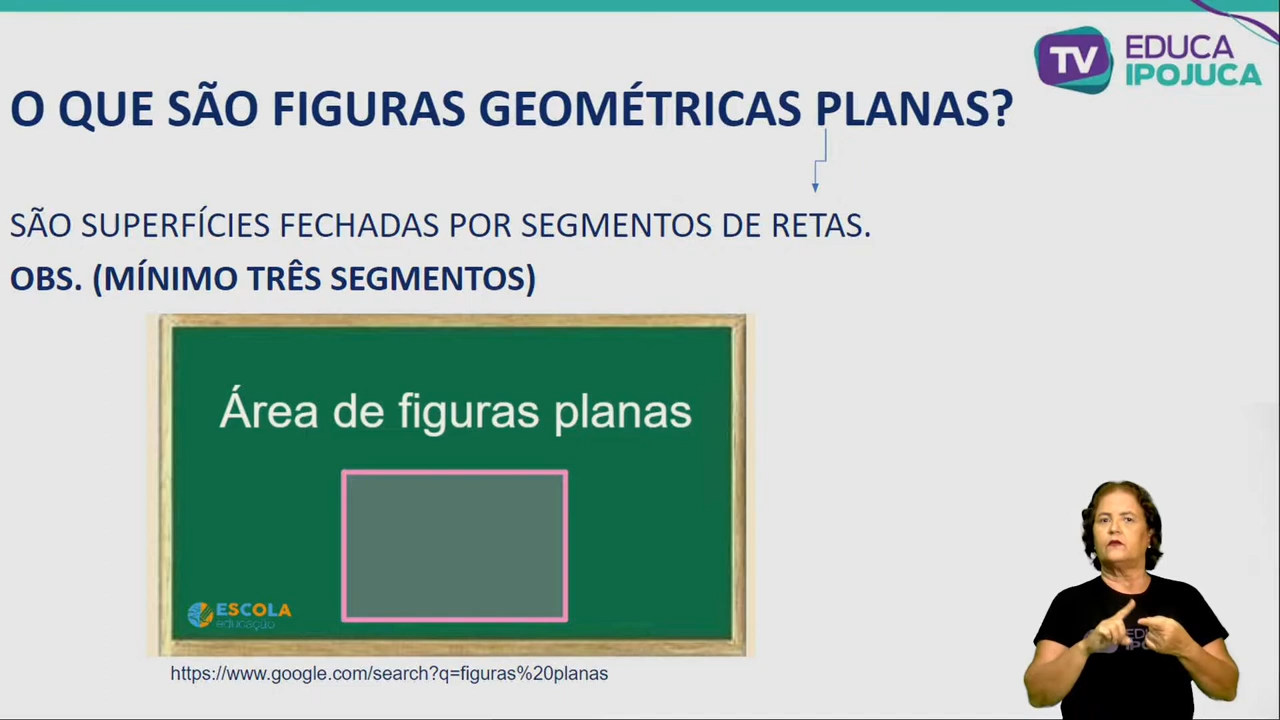 TV EDUCA
IPOJUCA
O QUE SÃO FIGURAS GEOMÉTRICAS PLANAS?
SÃO SUPERFÍCIES FECHADAS POR SEGMENTOS DE RETAS.
OBS. (MÍNIMO TRÊS SEGMENTOS)
Área de figuras planas
ESCOLA
educação
https://www.google.com/search?q=figuras%20planas